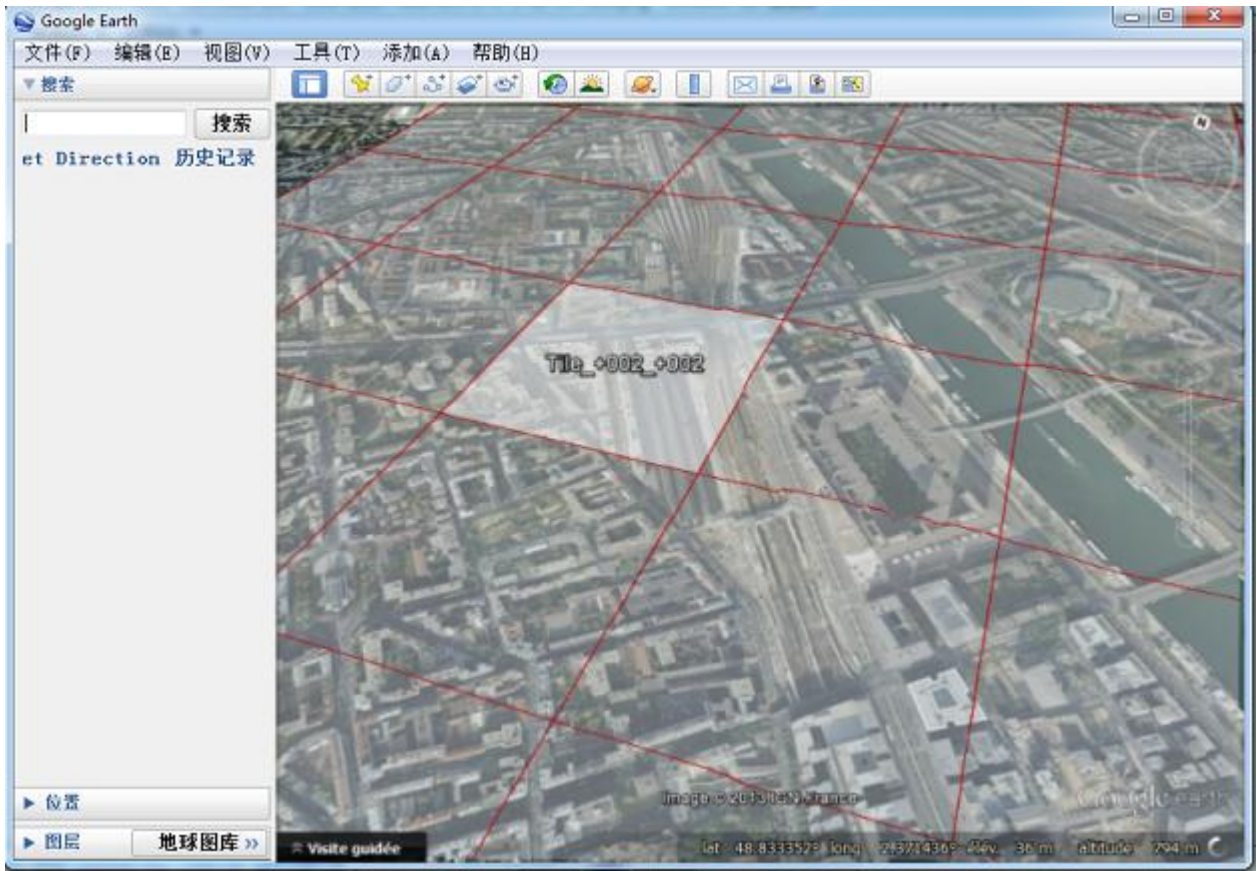 Google Earth
文件(F) 编辑(E) 视图(V) 工具(T) 添加(A) 帮助(H)
搜索
搜索
et Direction 历史记录
Tile_+002_+002
位置
图层 地球图库 »
Image © 2013 IGN France
Google earth
Visite guidée
lat 48.833352° long 2.371436° élév. 36 m altitude 794 m